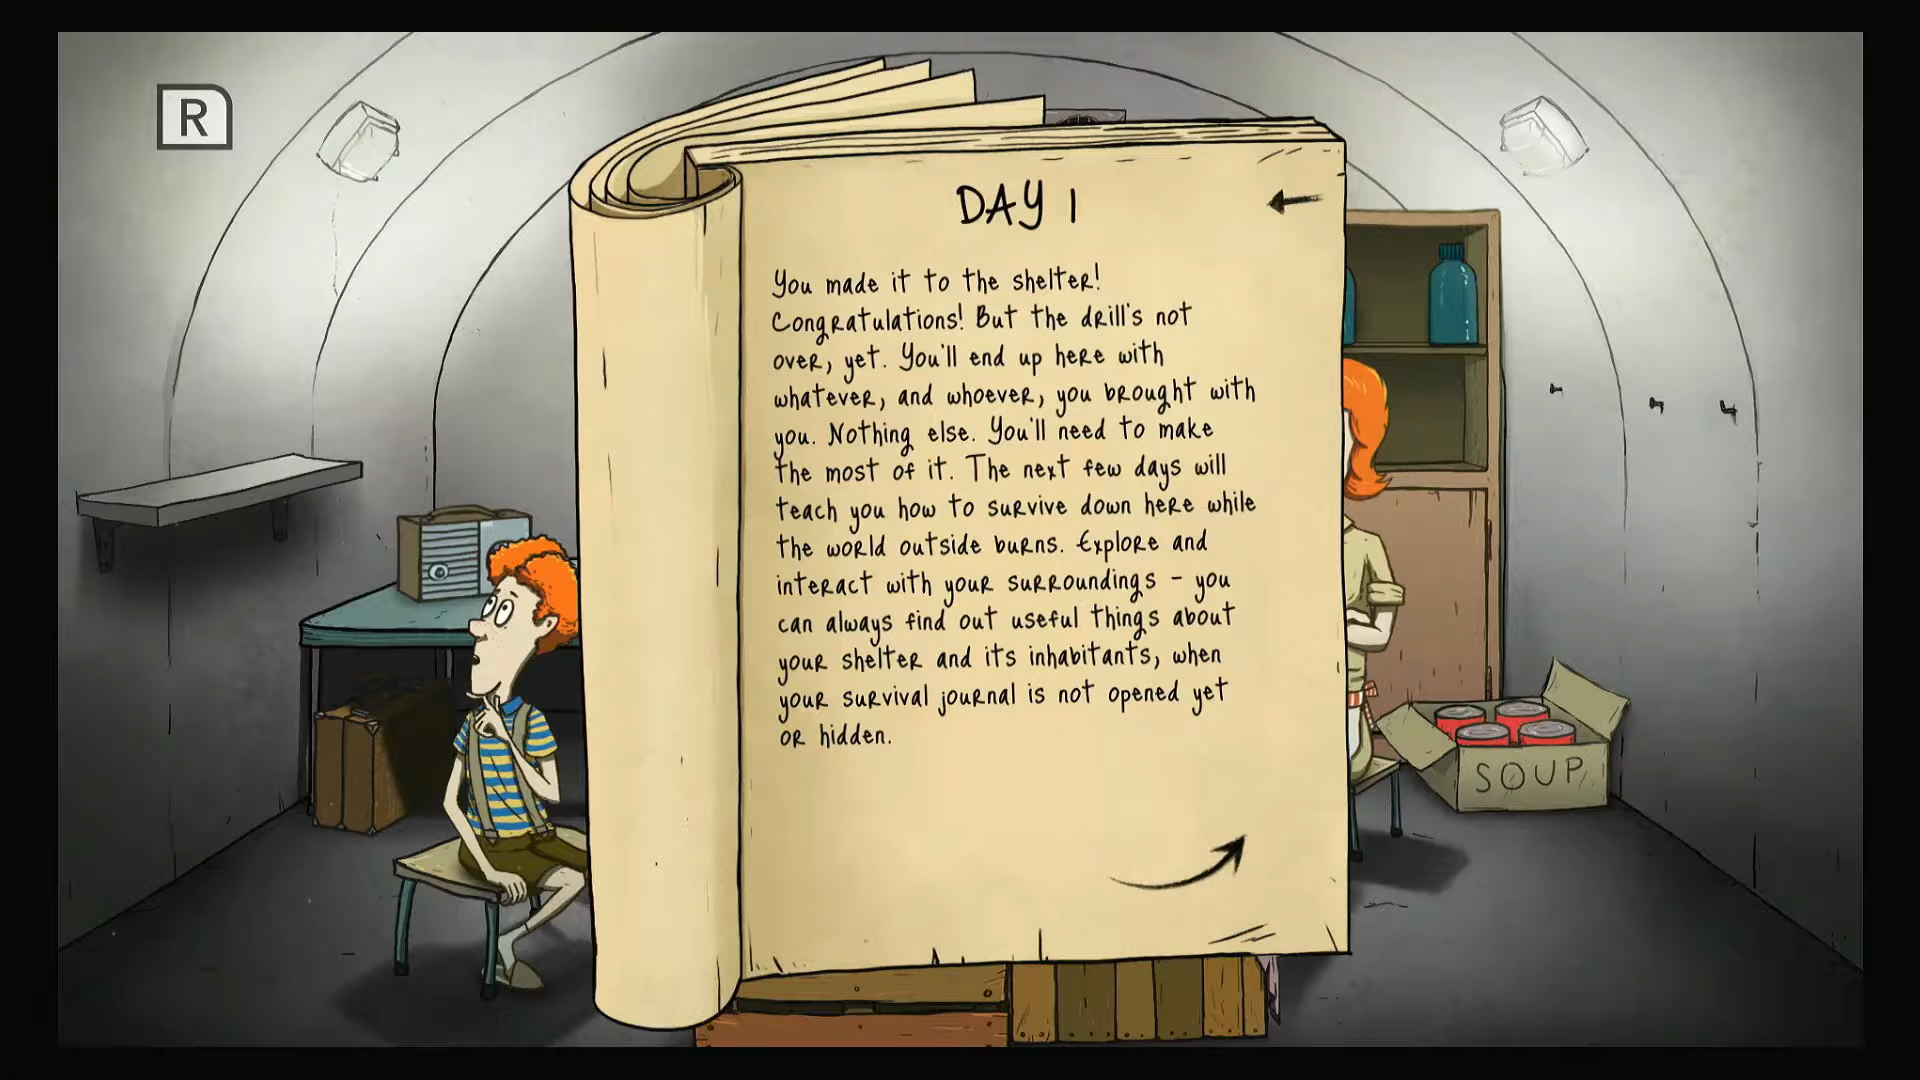 R
DAY 1
You made it to the shelter!
Congratulations! But the drill's not
over, yet. You'll end up here with
whatever, and whoever, you brought with
you. Nothing else. You'll need to make
the most of it. The next few days will
teach you how to survive down here while
the world outside burns. Explore and
interact with your surroundings - you
can always find out useful things about
your shelter and its inhabitants, when
your survival journal is not opened yet
or hidden.
SOUP